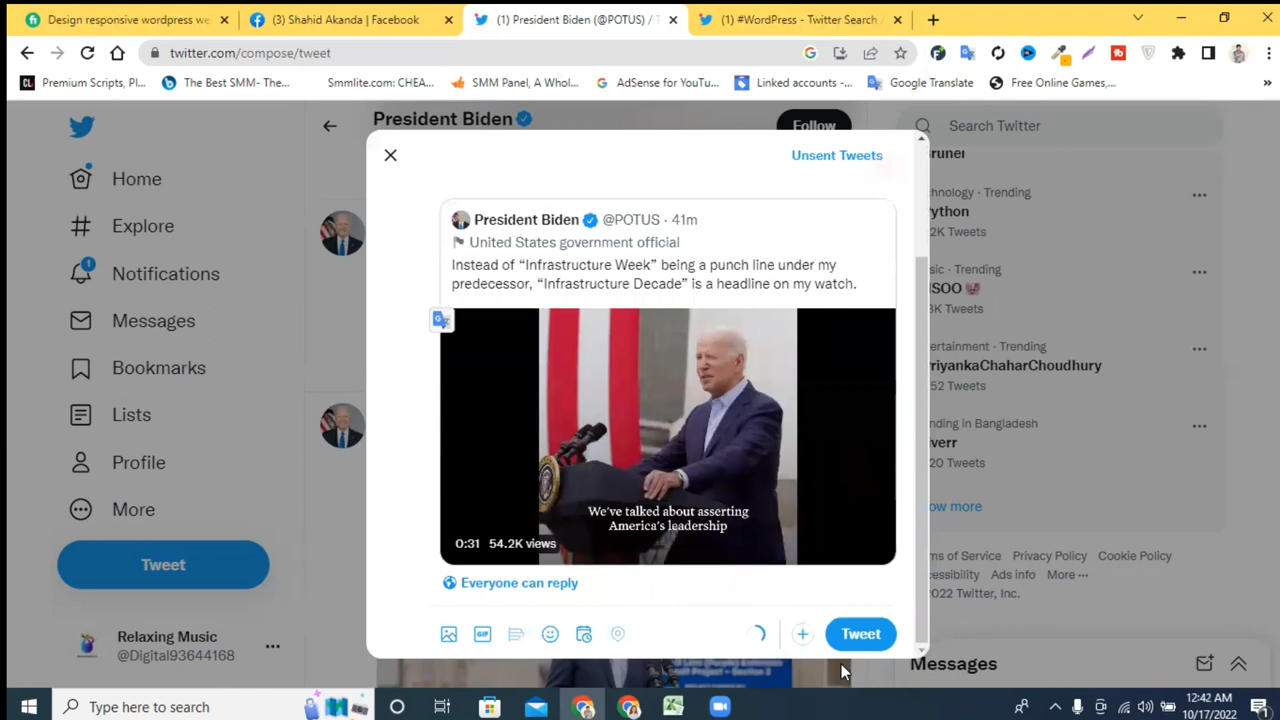 Design responsive wordpress we
(3) Shahid Akanda | Facebook
(1) President Biden (@POTUS) / T
(1) #WordPress - Twitter Search /
twitter.com/compose/tweet
Premium Scripts, Pl...
The Best SMM- The...
Smmlite.com: CHEA...
SMM Panel, A Whol...
AdSense for YouTu...
Linked accounts -...
Google Translate
Free Online Games,...
President Biden
Follow
Search Twitter
Unsent Tweets
Home
Explore
1
Notifications
Messages
Bookmarks
Lists
Profile
More
Tweet
Relaxing Music
@Digital93644168
President Biden @POTUS · 41m
United States government official
Instead of “Infrastructure Week” being a punch line under my
predecessor, “Infrastructure Decade” is a headline on my watch.
We've talked about asserting
America's leadership
0:31 54.2K views
Everyone can reply
GIF
Tweet
runei
chnology · Trending
ython
2K Tweets
sic · Trending
SOO
K Tweets
ertainment · Trending
riyankaChaharChoudhury
52 Tweets
nding in Bangladesh
verr
20 Tweets
ow more
ms of Service Privacy Policy Cookie Policy
essibility Ads info More ···
2022 Twitter, Inc.
Messages
Type here to search
12:42 AM
10/17/2022